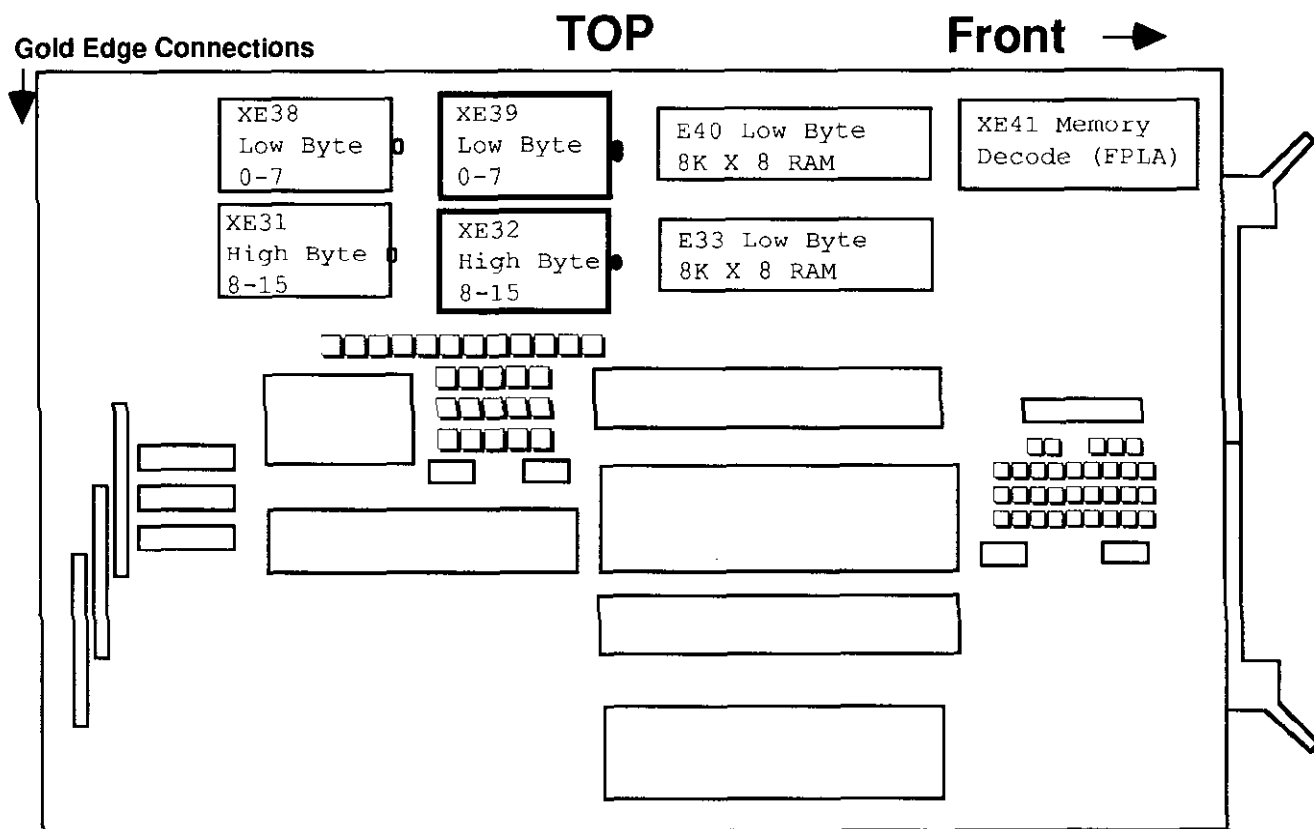 TOP
Front
Gold Edge Connections
XE38
Low Byte
0-7
XE39
Low Byte
0-7
E40 Low Byte
8K X 8 RAM
XE41 Memory
Decode (FPLA)
XE31
High Byte
8-15
XE32
High Byte
8-15
E33 Low Byte
8K X 8 RAM